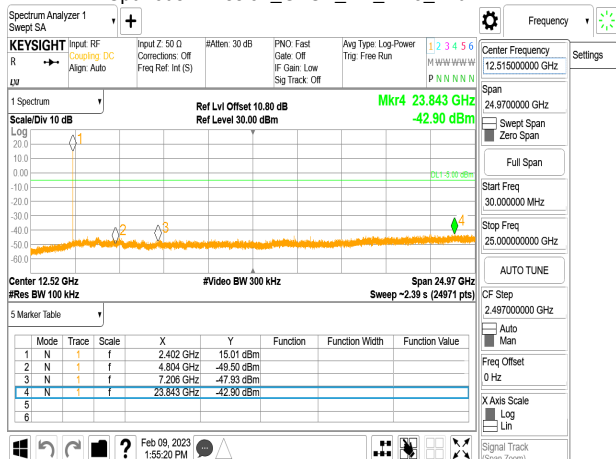 Spectrum Analyzer 1
Swept SA
Frequency
KEYSIGHT
Input: RF
Input Z: 50 Ω
#Atten: 30 dB
PNO: Fast
Avg Type: Log-Power
1 2 3 4 5 6
R
Coupling: DC
Corrections: Off
Gate: Off
Trig: Free Run
M W W W W W
Align: Auto
Freq Ref: Int (S)
IF Gain: Low
LXI
Sig Track: Off
P N N N N N
Settings
Center Frequency
12.515000000 GHz
Span
24.9700000 GHz
Swept Span
Zero Span
Full Span
Start Freq
30.000000 MHz
Stop Freq
25.000000000 GHz
AUTO TUNE
CF Step
2.497000000 GHz
Auto
Man
Freq Offset
0 Hz
X Axis Scale
Log
Lin
Signal Track
(Span Zoom)
1 Spectrum
Ref Lvl Offset 10.80 dB
Mkr4 23.843 GHz
Scale/Div 10 dB
Ref Level 30.00 dBm
-42.90 dBm
Log
20.0
10.0
0.00
DL1 -5.00 dBm
-10.0
-20.0
-30.0
-40.0
-50.0
-60.0
1
2
3
4
Center 12.52 GHz
#Video BW 300 kHz
Span 24.97 GHz
#Res BW 100 kHz
Sweep ~2.39 s (24971 pts)
5 Marker Table
Mode Trace Scale X Y Function Function Width Function Value
1 N 1 f 2.402 GHz 15.01 dBm
2 N 1 f 4.804 GHz -49.50 dBm
3 N 1 f 7.206 GHz -47.93 dBm
4 N 1 f 23.843 GHz -42.90 dBm
5
6
?
Feb 09, 2023
1:55:20 PM